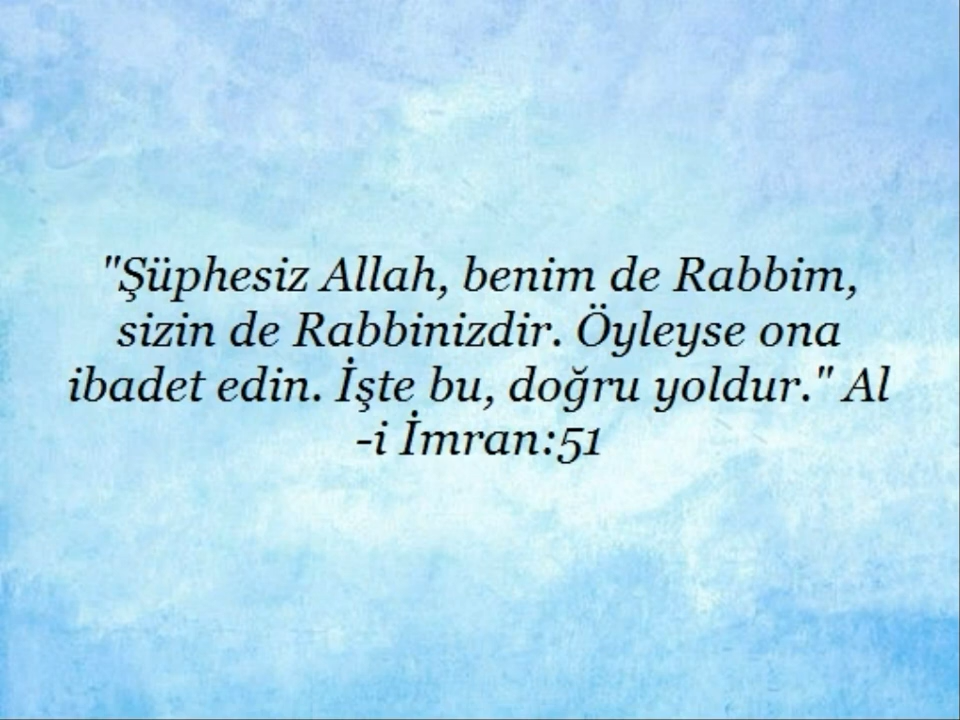 "Şüphesiz Allah, benim de Rabbim,
sizin de Rabbinizdir. Öyleyse ona
ibadet edin. İşte bu, doğru yoldur." Al
-i İmran:51